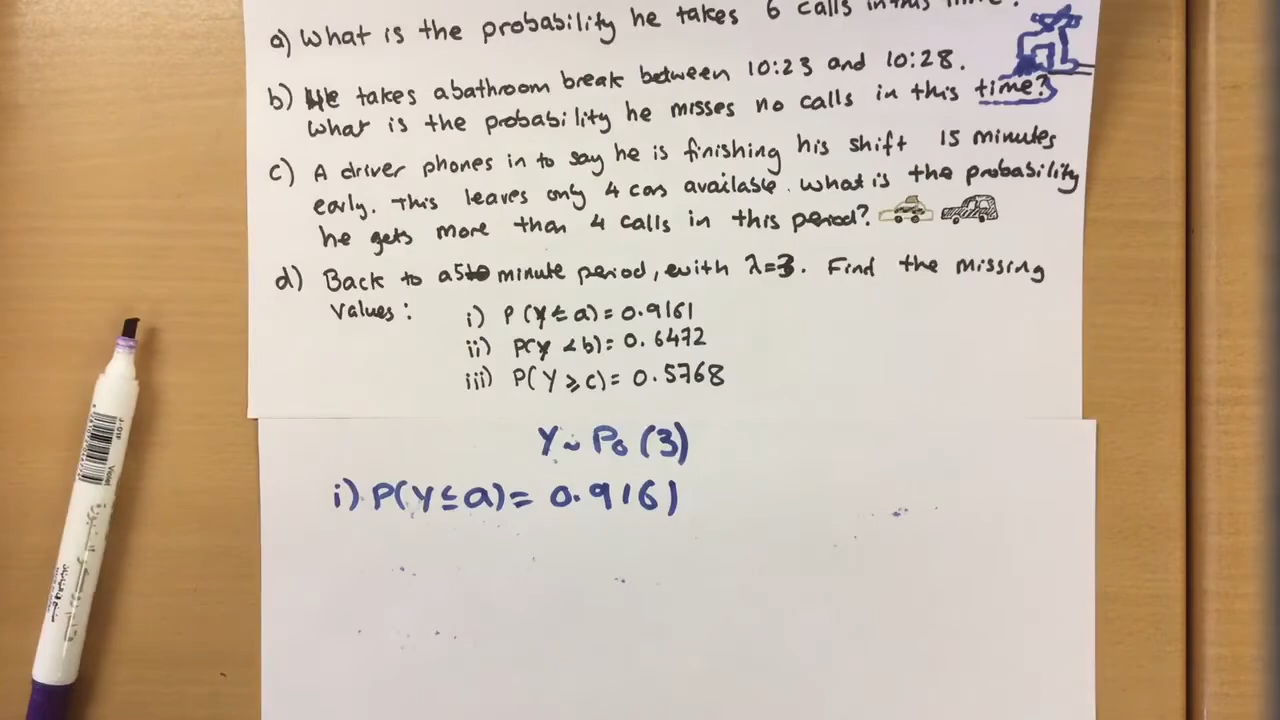 a) What is the probability he takes 6 calls in this time?
b) He takes a bathroom break between 10:23 and 10:28.
What is the probability he misses no calls in this time?
c) A driver phones in to say he is finishing his shift 15 minutes
early. This leaves only 4 cars available. What is the probability
he gets more than 4 calls in this period?
d) Back to a 5 minute period, with λ=3. Find the missing
values:
i) P(Y ≤ a) = 0.9161
ii) P(Y < b) = 0.6472
iii) P(Y ≥ c) = 0.5768
Y ~ Po (3)
i) P(Y ≤ a) = 0.9161
Violet